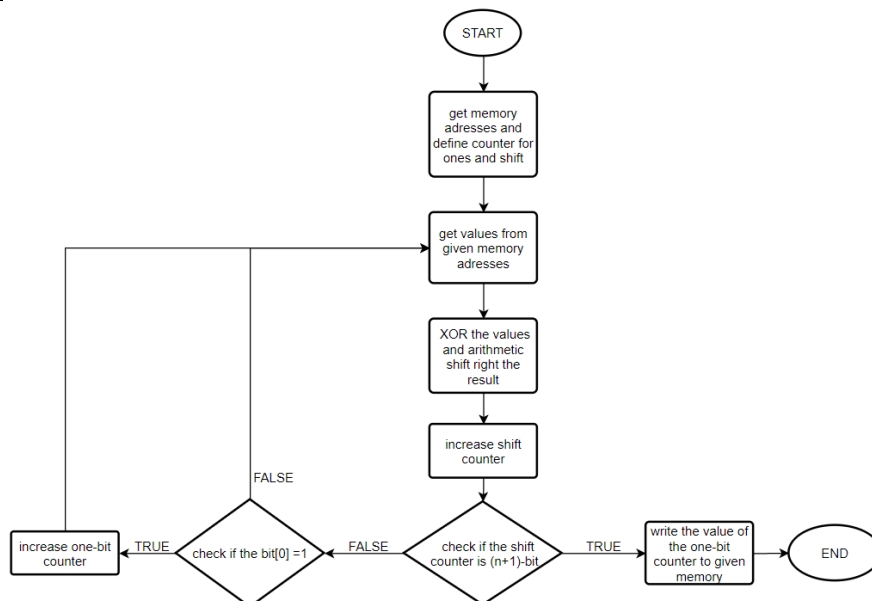 START
get memory
adresses and
define counter for
ones and shift
get values from
given memory
adresses
XOR the values
and arithmetic
shift right the
result
increase shift
counter
FALSE
increase one-bit
counter
TRUE
check if the bit[0] =1
FALSE
check if the shift
counter is (n+1)-bit
TRUE
write the value of
the one-bit
counter to given
memory
END